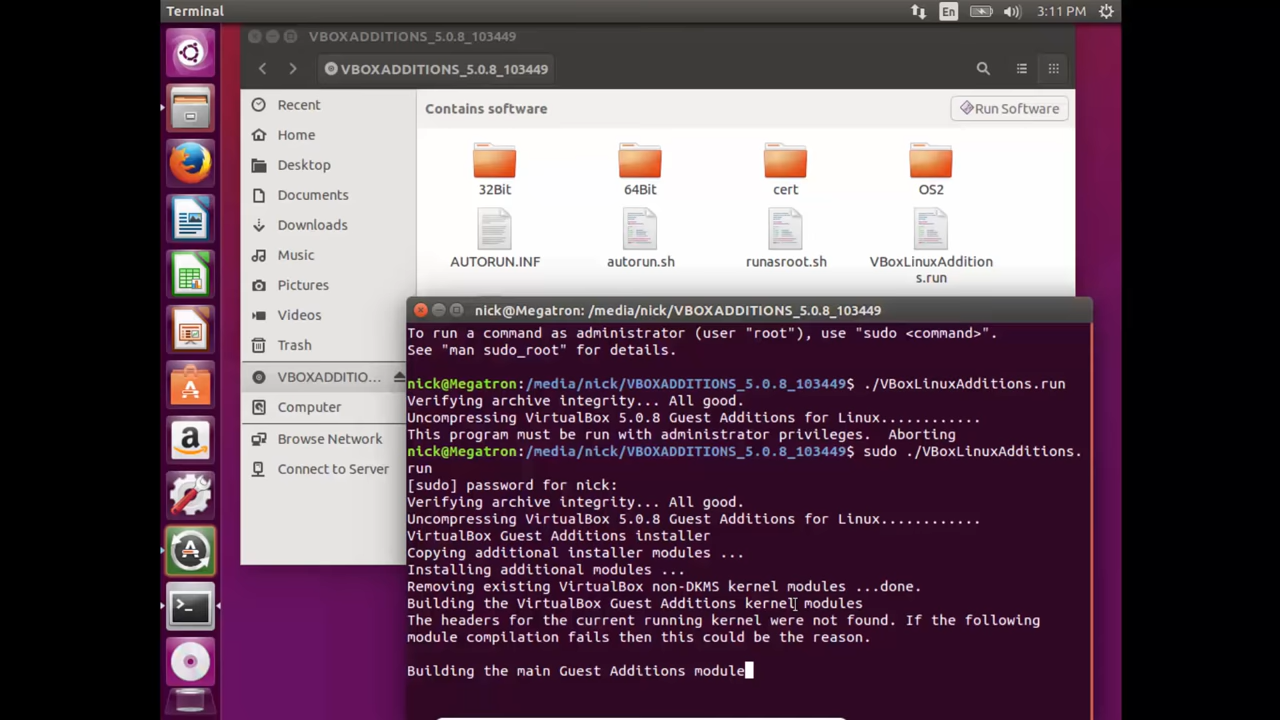 Terminal
En
3:11 PM
VBOXADDITIONS_5.0.8_103449
VBOXADDITIONS_5.0.8_103449
Recent
Home
Desktop
Documents
Downloads
Music
Pictures
Videos
Trash
VBOXADDITIO...
Computer
Browse Network
Connect to Server
Contains software
Run Software
32Bit
64Bit
cert
OS2
AUTORUN.INF
autorun.sh
runasroot.sh
VBoxLinuxAddition
s.run
nick@Megatron: /media/nick/VBOXADDITIONS_5.0.8_103449
To run a command as administrator (user "root"), use "sudo <command>".
See "man sudo_root" for details.
nick@Megatron:/media/nick/VBOXADDITIONS_5.0.8_103449$ ./VBoxLinuxAdditions.run
Verifying archive integrity... All good.
Uncompressing VirtualBox 5.0.8 Guest Additions for Linux............
This program must be run with administrator privileges.  Aborting
nick@Megatron:/media/nick/VBOXADDITIONS_5.0.8_103449$ sudo ./VBoxLinuxAdditions.
run
[sudo] password for nick:
Verifying archive integrity... All good.
Uncompressing VirtualBox 5.0.8 Guest Additions for Linux............
VirtualBox Guest Additions installer
Copying additional installer modules ...
Installing additional modules ...
Removing existing VirtualBox non-DKMS kernel modules ...done.
Building the VirtualBox Guest Additions kernel modules
The headers for the current running kernel were not found. If the following
module compilation fails then this could be the reason.
Building the main Guest Additions module